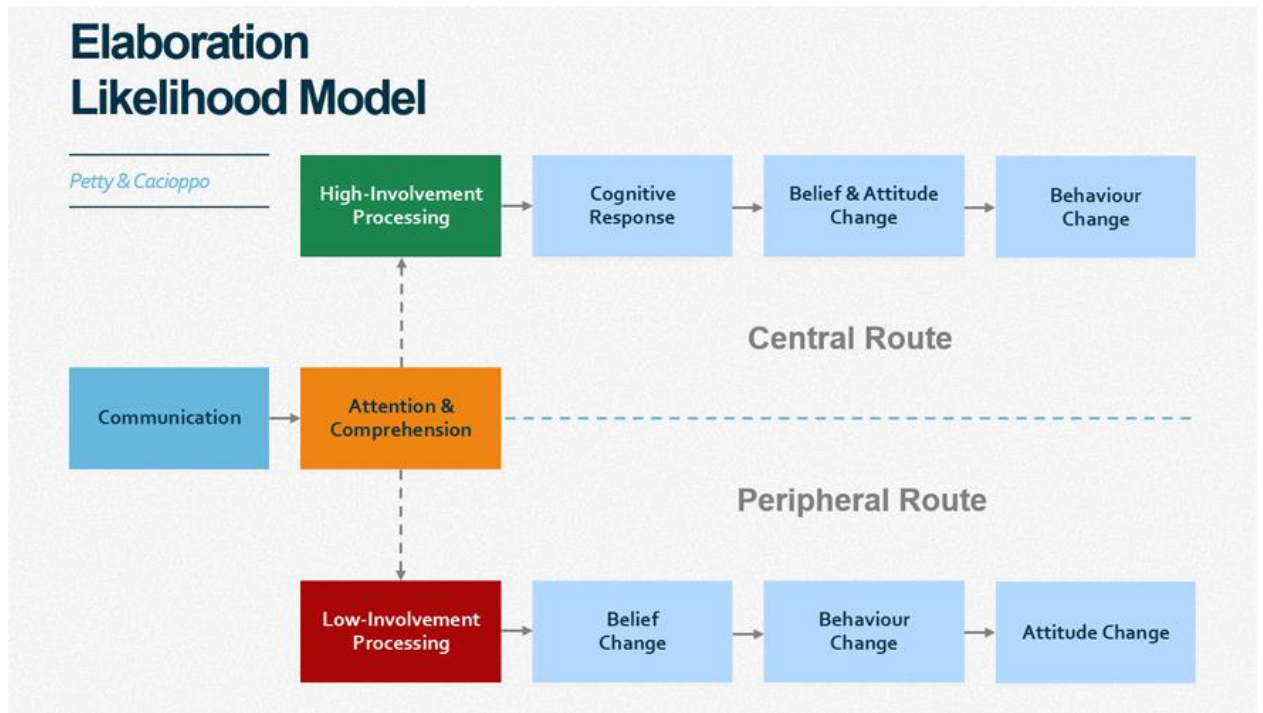 Elaboration
Likelihood Model
Petty & Cacioppo
High-Involvement
Processing
Cognitive
Response
Belief & Attitude
Change
Behaviour
Change
Central Route
Communication
Attention &
Comprehension
Peripheral Route
Low-Involvement
Processing
Belief
Change
Behaviour
Change
Attitude Change